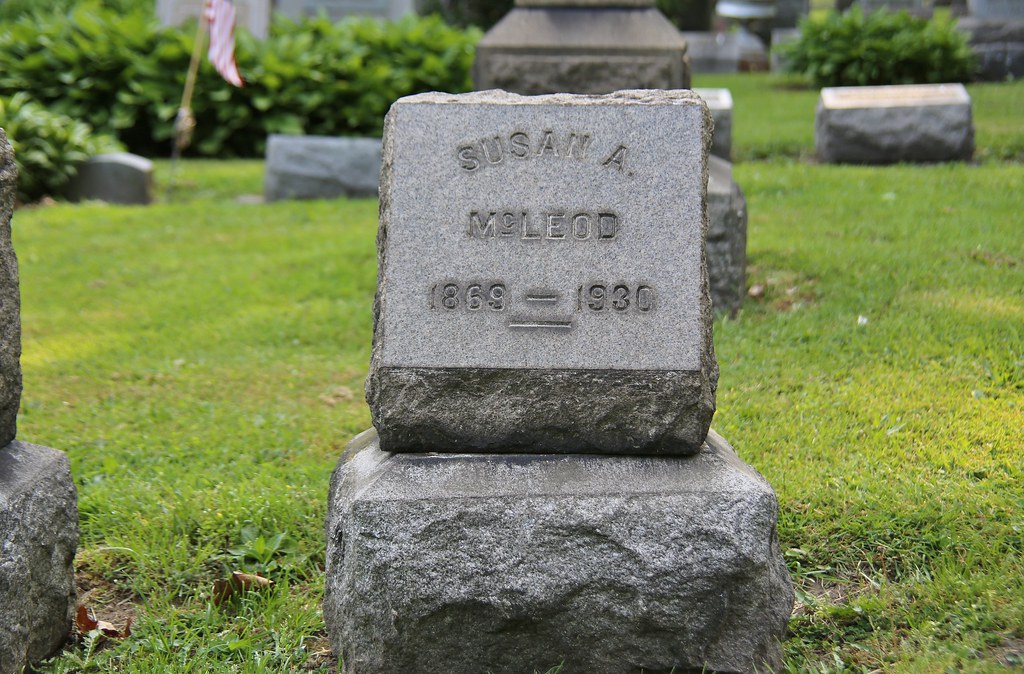 SUSAN A.
McLEOD
1869 — 1930